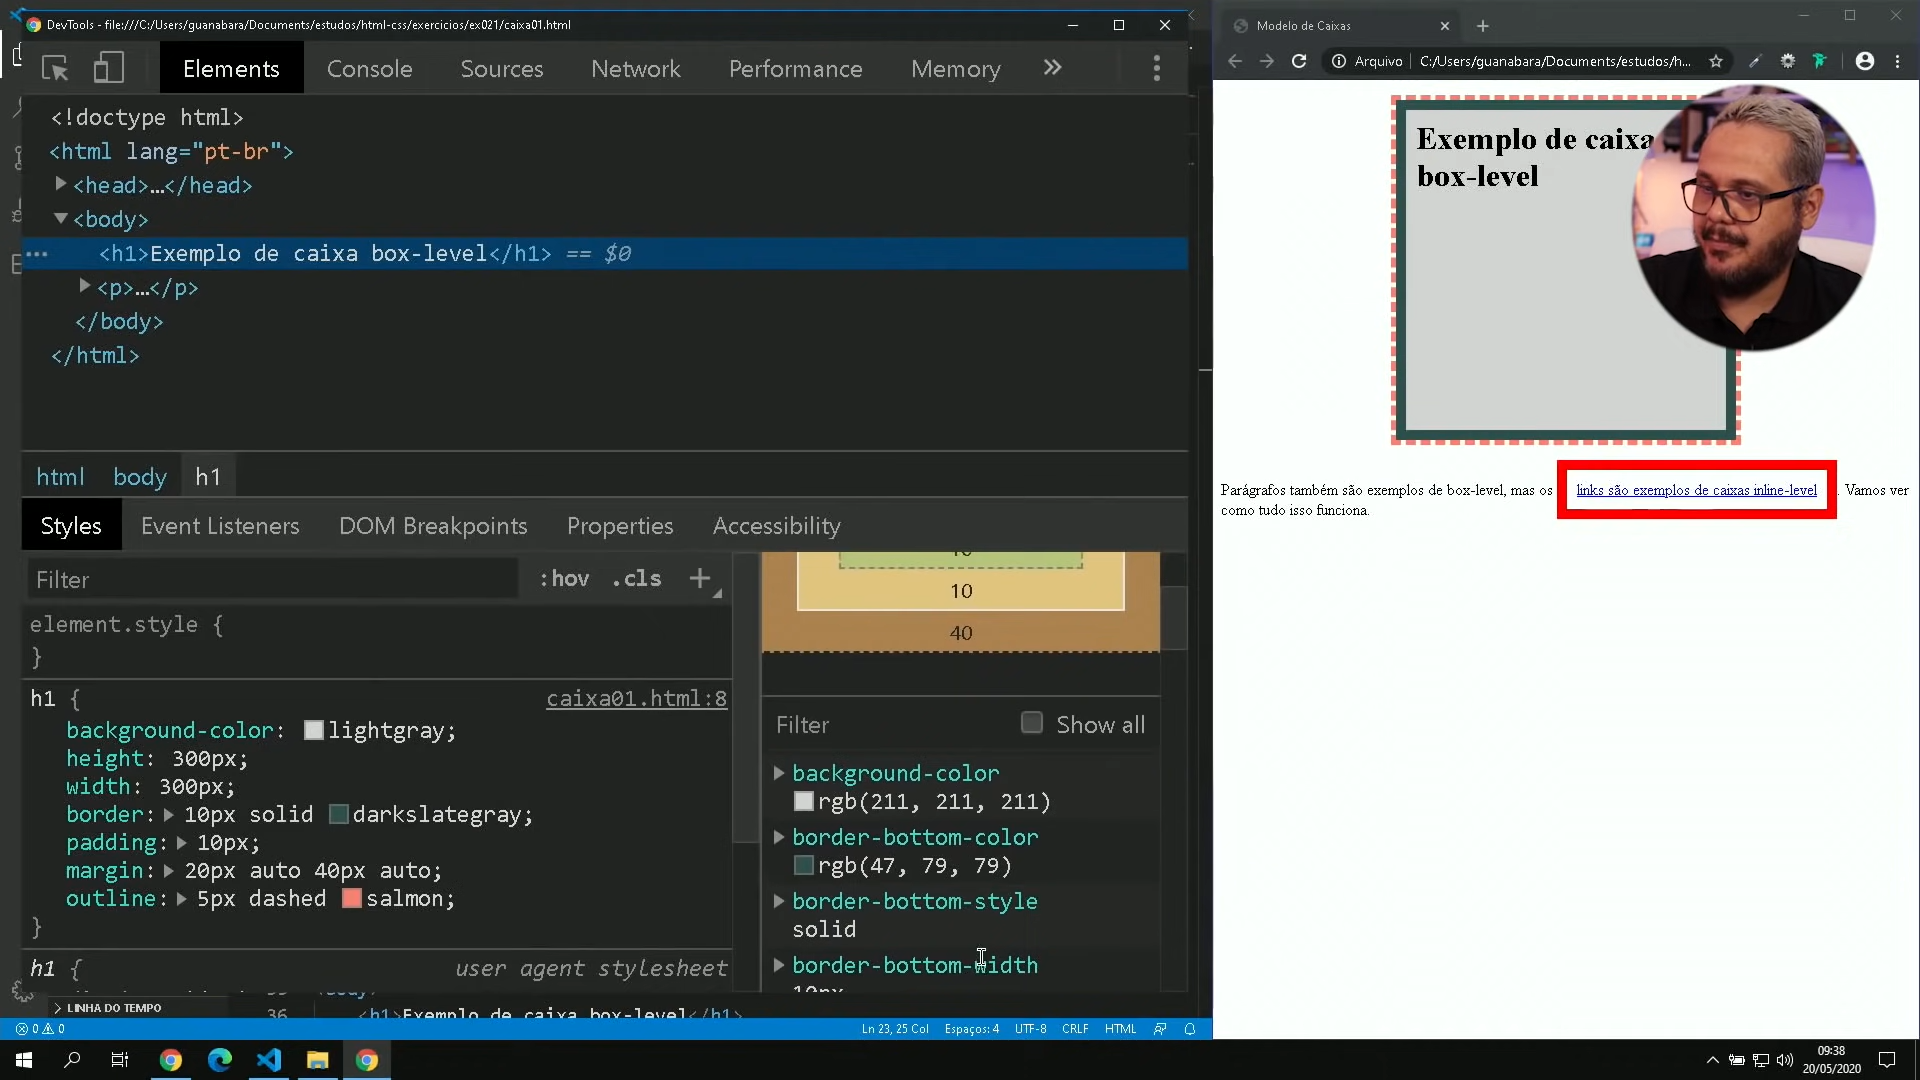 DevTools - file:///C:/Users/guanabara/Documents/estudos/html-css/exercicios/ex021/caixa01.html
Elements Console Sources Network Performance Memory
<!doctype html>
<html lang="pt-br">
<head>…</head>
<body>
<h1>Exemplo de caixa box-level</h1> == $0
<p>…</p>
</body>
</html>
html body h1
Styles Event Listeners DOM Breakpoints Properties Accessibility
Filter :hov .cls +
element.style {
}
h1 { caixa01.html:8
background-color: lightgray;
height: 300px;
width: 300px;
border: 10px solid darkslategray;
padding: 10px;
margin: 20px auto 40px auto;
outline: 5px dashed salmon;
}
h1 { user agent stylesheet
10
40
Filter Show all
background-color
rgb(211, 211, 211)
border-bottom-color
rgb(47, 79, 79)
border-bottom-style
solid
border-bottom-width
10px
LINHA DO TEMPO
36 <h1>Exemplo de caixa box-level</h1>
0 0 Ln 23, 25 Col Espaços: 4 UTF-8 CRLF HTML
Modelo de Caixas
Arquivo C:/Users/guanabara/Documents/estudos/h...
Exemplo de caixa
box-level
Parágrafos também são exemplos de box-level, mas os links são exemplos de caixas inline-level . Vamos ver
como tudo isso funciona.
09:38
20/05/2020